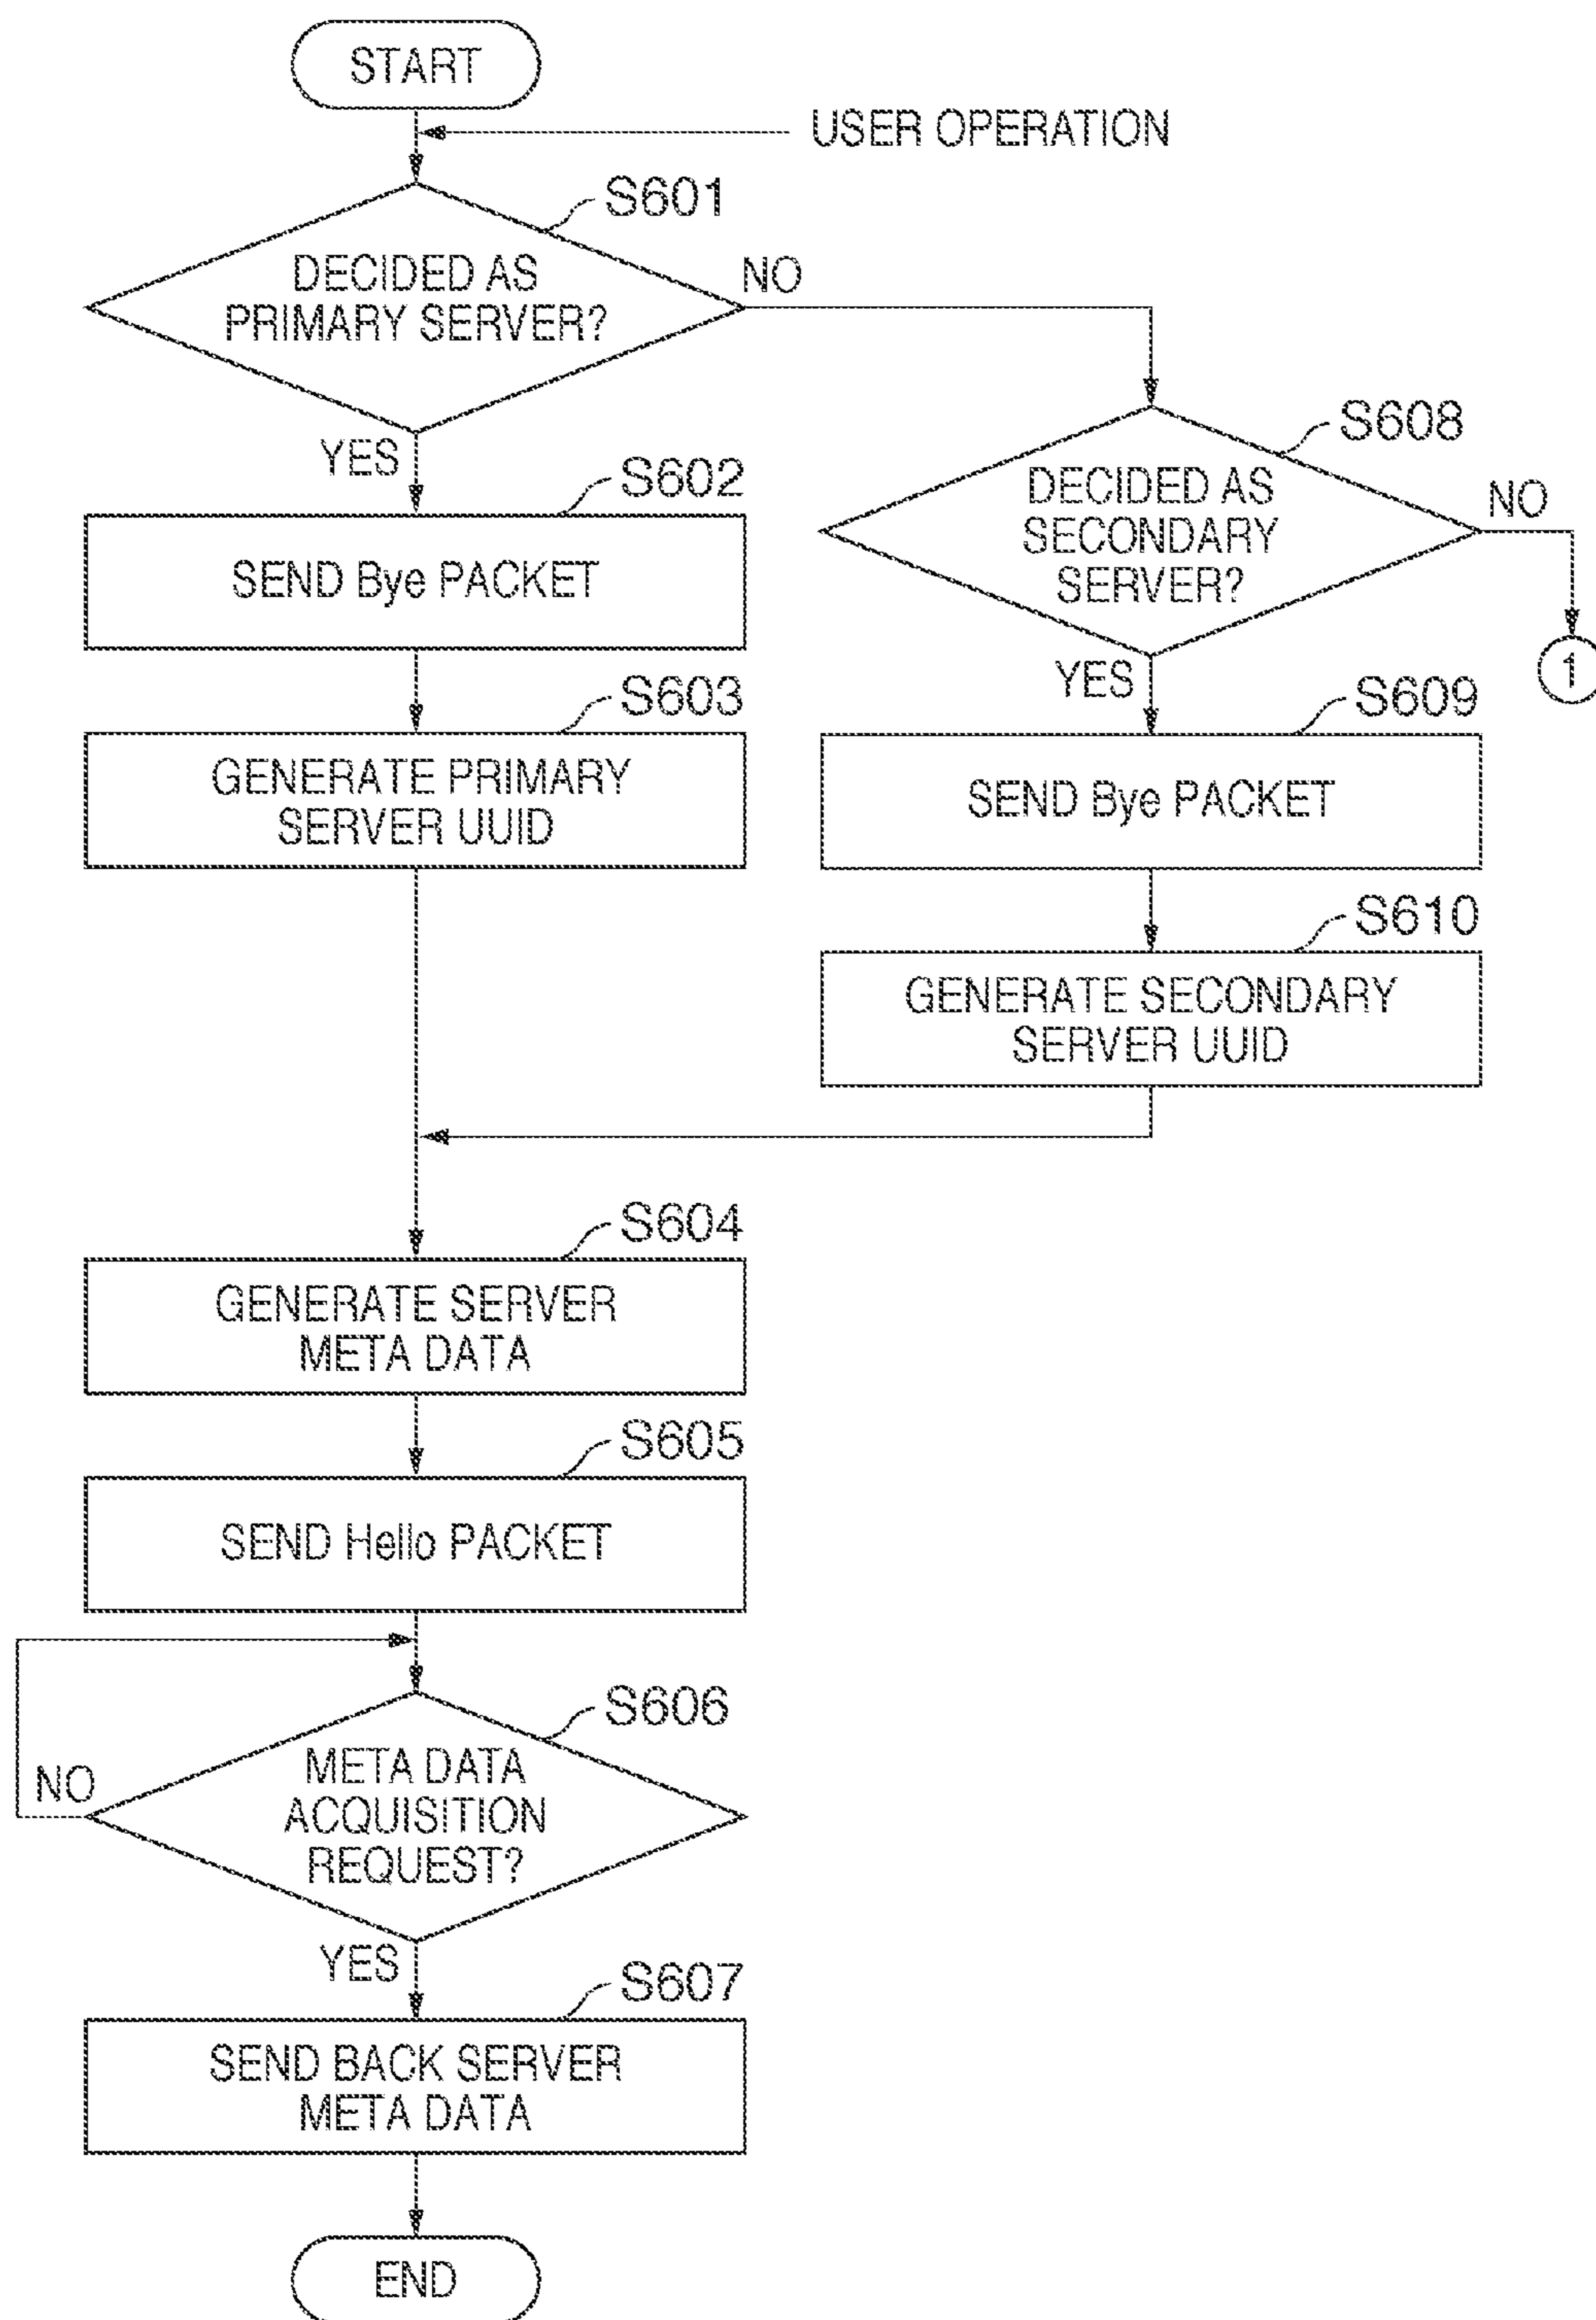 START
USER OPERATION
S601
DECIDED AS
PRIMARY SERVER?
NO
YES
S608
DECIDED AS
SECONDARY
SERVER?
NO
1
YES
S602
SEND Bye PACKET
S603
GENERATE PRIMARY
SERVER UUID
S609
SEND Bye PACKET
S610
GENERATE SECONDARY
SERVER UUID
S604
GENERATE SERVER
META DATA
S605
SEND Hello PACKET
S606
META DATA
ACQUISITION
REQUEST?
NO
YES
S607
SEND BACK SERVER
META DATA
END